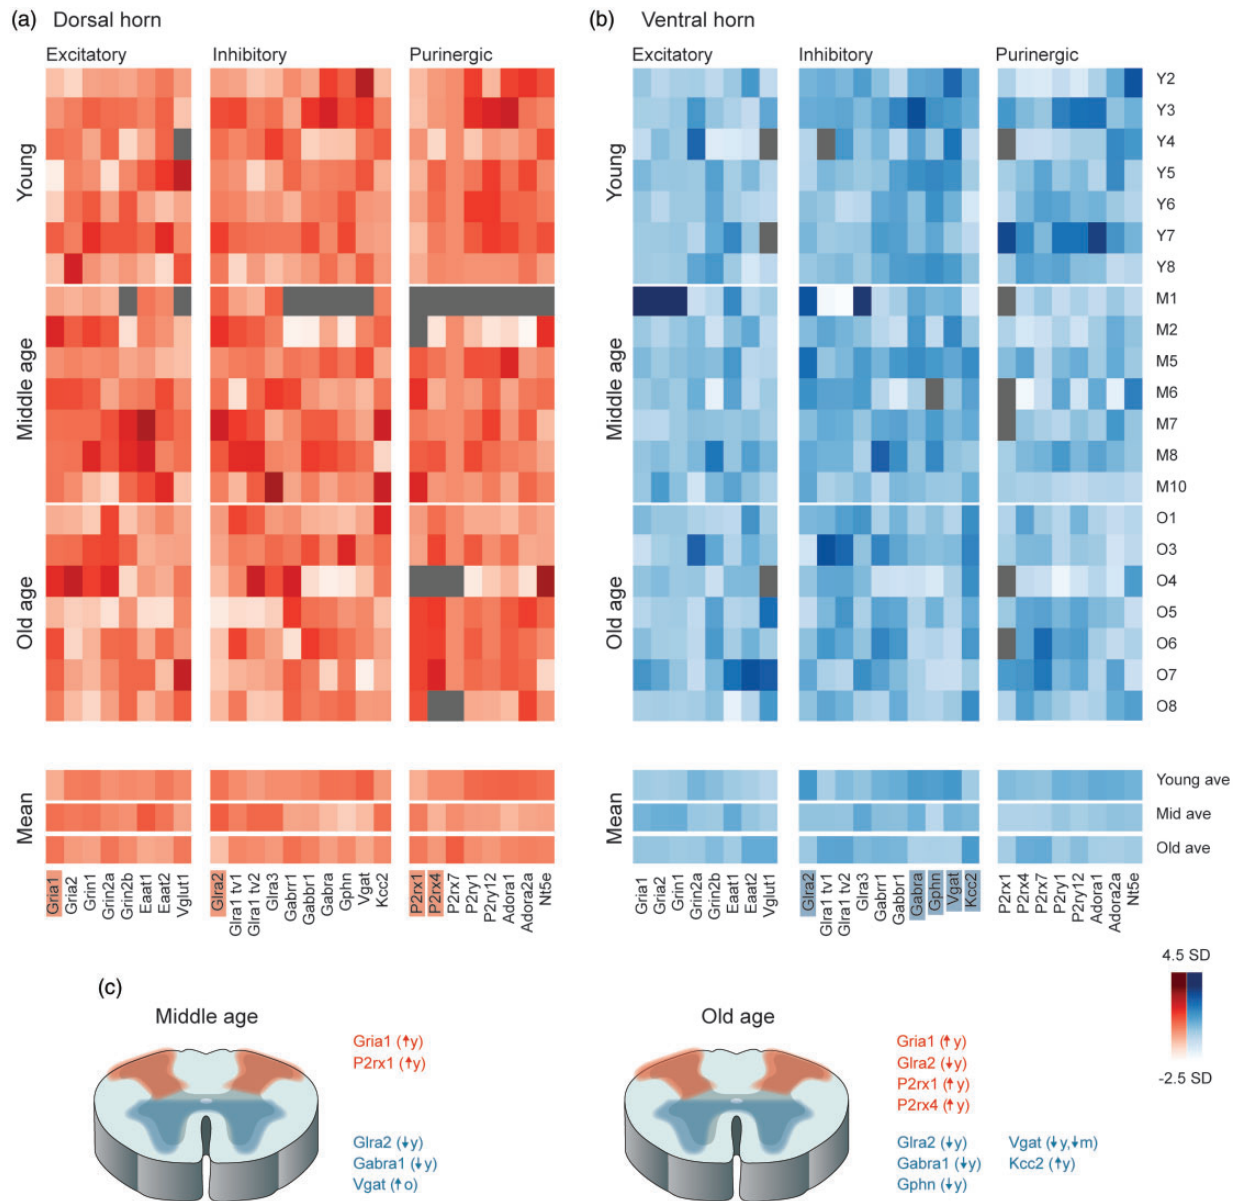 (a) Dorsal horn
(b) Ventral horn
Excitatory Inhibitory Purinergic
Excitatory Inhibitory Purinergic
Young
Middle age
Old age
Young
Middle age
Old age
Y2
Y3
Y4
Y5
Y6
Y7
Y8
M1
M2
M5
M6
M7
M8
M10
O1
O3
O4
O5
O6
O7
O8
Mean
Mean
Young ave
Mid ave
Old ave
Gria1
Gria2
Grin1
Grin2a
Grin2b
Eaat1
Eaat2
Vglut1
Glra2
Glra1 tv1
Glra1 tv2
Glra3
Gabbr1
Gabbr1
Gabra
Gphn
Vgat
Kcc2
P2rx1
P2rx4
P2rx7
P2ry1
P2ry12
Adora1
Adora2a
Nt5e
Gria1
Gria2
Grin1
Grin2a
Grin2b
Eaat1
Eaat2
Vglut1
Glra2
Glra1 tv1
Glra1 tv2
Glra3
Gabbr1
Gabbr1
Gabra
Gphn
Vgat
Kcc2
P2rx1
P2rx4
P2rx7
P2ry1
P2ry12
Adora1
Adora2a
Nt5e
4.5 SD
-2.5 SD
(c)
Middle age
Gria1 (↑y)
P2rx1 (↑y)
Glra2 (↓y)
Gabra1 (↓y)
Vgat (↑o)
Old age
Gria1 (↑y)
Glra2 (↓y)
P2rx1 (↑y)
P2rx4 (↑y)
Glra2 (↓y) Vgat (↓y,↓m)
Gabra1 (↓y) Kcc2 (↑y)
Gphn (↓y)